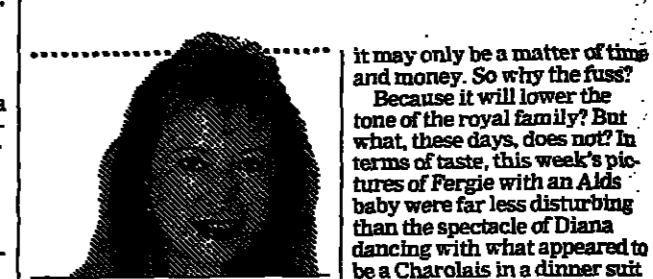 it may only be a matter of time
and money. So why the fuss?
Because it will lower the
tone of the royal family? But
what, these days, does not? In
terms of taste, this week's pic-
tures of Fergie with an Aids
baby were far less disturbing
than the spectacle of Diana
dancing with what appeared to
be a Charolais in a dinner suit